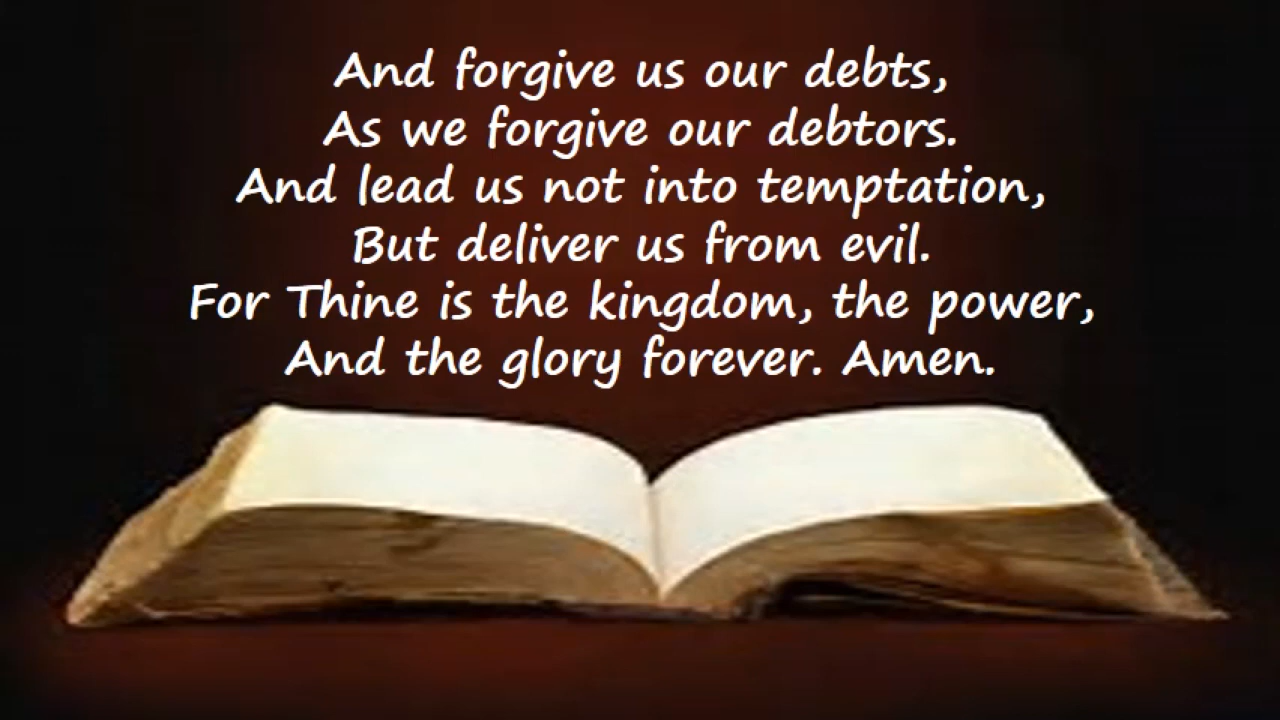 And forgive us our debts,
As we forgive our debtors.
And lead us not into temptation,
But deliver us from evil.
For Thine is the kingdom, the power,
And the glory forever. Amen.